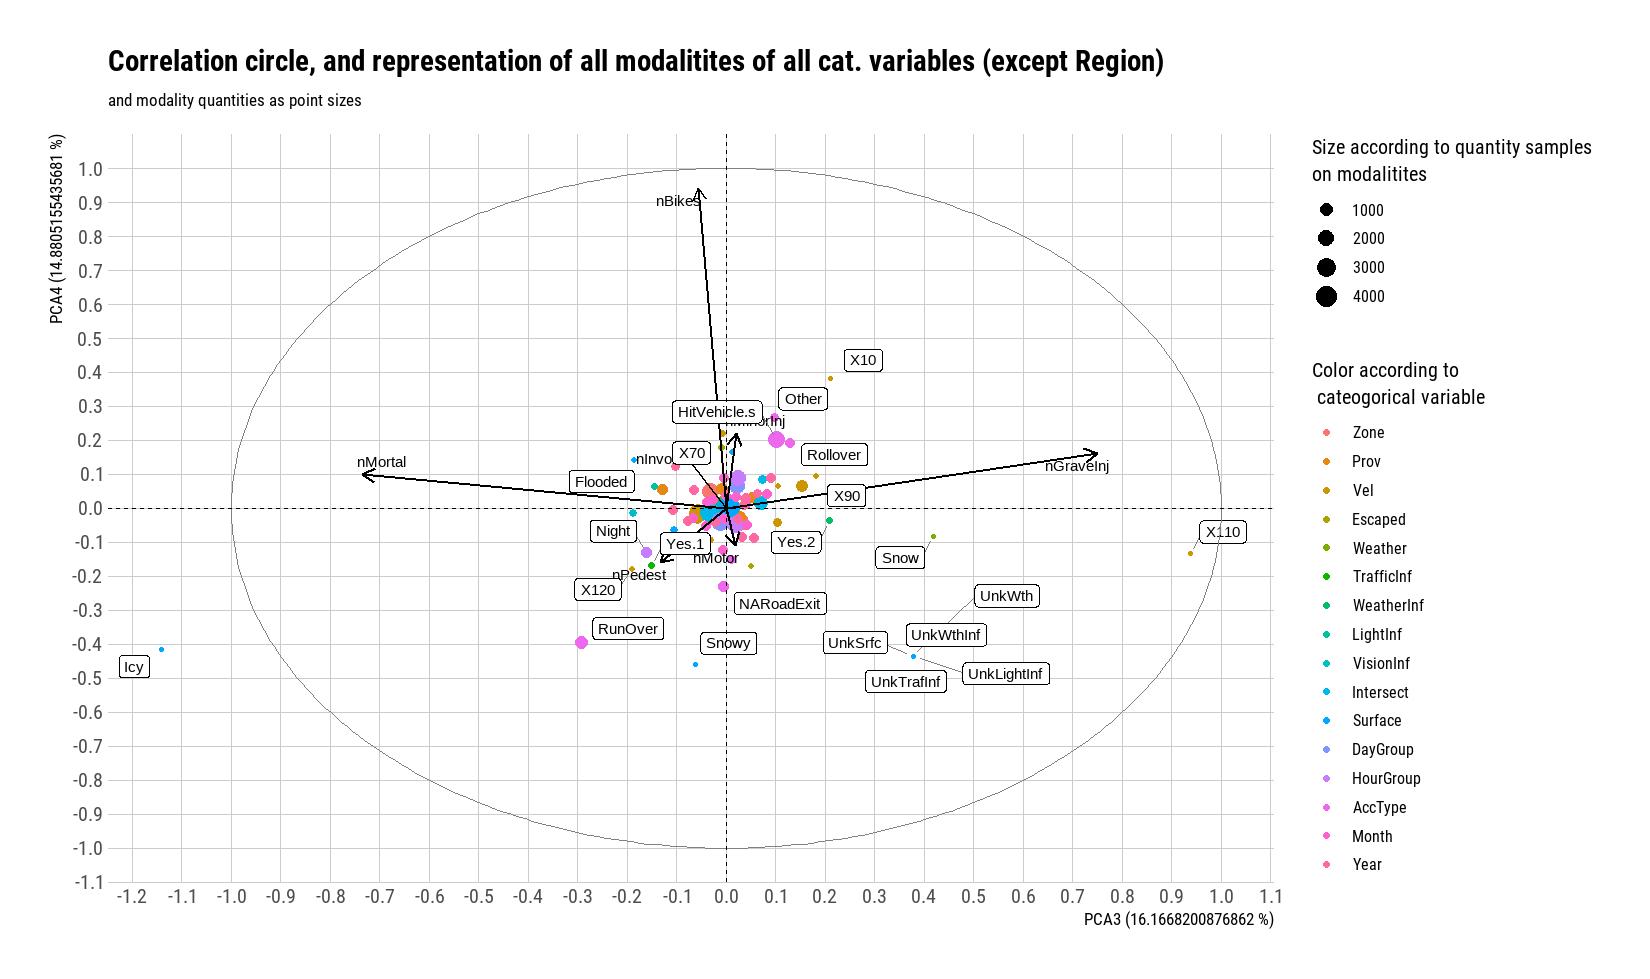 Correlation circle, and representation of all modalitites of all cat. variables (except Region)
and modality quantities as point sizes
PCA4 (14.8805155435681 %)
1.0
0.9
0.8
0.7
0.6
0.5
0.4
0.3
0.2
0.1
0.0
-0.1
-0.2
-0.3
-0.4
-0.5
-0.6
-0.7
-0.8
-0.9
-1.0
-1.1
nBikes
X10
Other
HitVehicle.s
X70
Rollover
nMortal
nGraveInj
Flooded
X90
Night
Yes.1
Yes.2
X110
nMotor
Snow
nPedest
X120
NARoadExit
UnkWth
RunOver
Snowy
UnkSrfc
UnkWthInf
Icy
UnkTrafInf
UnkLightInf
-1.2 -1.1 -1.0 -0.9 -0.8 -0.7 -0.6 -0.5 -0.4 -0.3 -0.2 -0.1 0.0 0.1 0.2 0.3 0.4 0.5 0.6 0.7 0.8 0.9 1.0 1.1
PCA3 (16.1668200876862 %)
Size according to quantity samples
on modalitites
1000
2000
3000
4000
Color according to
cateogorical variable
Zone
Prov
Vel
Escaped
Weather
TrafficInf
WeatherInf
LightInf
VisionInf
Intersect
Surface
DayGroup
HourGroup
AccType
Month
Year